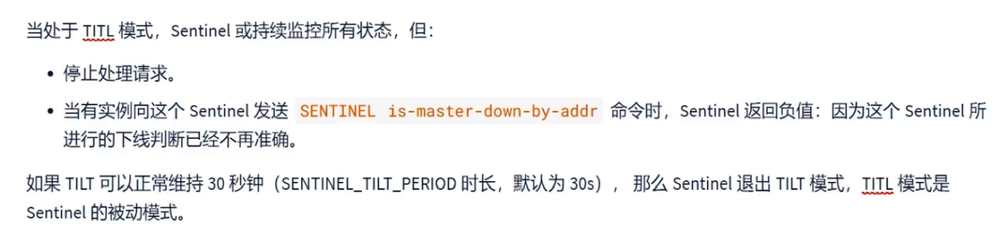 当处于 TITL 模式，Sentinel 或持续监控所有状态，但：
• 停止处理请求。
• 当有实例向这个 Sentinel 发送 SENTINEL is-master-down-by-addr 命令时，Sentinel 返回负值：因为这个 Sentinel 所
进行的下线判断已经不再准确。
如果 TILT 可以正常维持 30 秒钟（SENTINEL_TILT_PERIOD 时长，默认为 30s）， 那么 Sentinel 退出 TILT 模式，TITL 模式是
Sentinel 的被动模式。